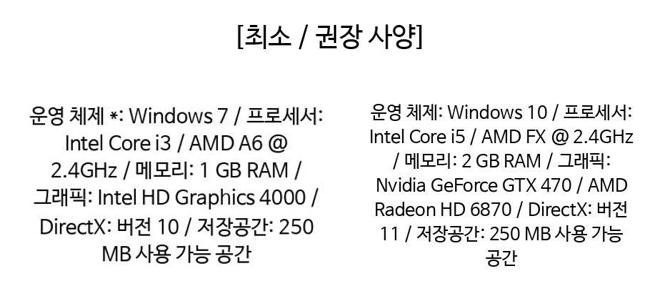 [최소 / 권장 사양]
운영 체제 *: Windows 7 / 프로세서:
Intel Core i3 / AMD A6 @
2.4GHz / 메모리: 1 GB RAM /
그래픽: Intel HD Graphics 4000 /
DirectX: 버전 10 / 저장공간: 250
MB 사용 가능 공간
운영 체제: Windows 10 / 프로세서:
Intel Core i5 / AMD FX @ 2.4GHz
/ 메모리: 2 GB RAM / 그래픽:
Nvidia GeForce GTX 470 / AMD
Radeon HD 6870 / DirectX: 버전
11 / 저장공간: 250 MB 사용 가능
공간